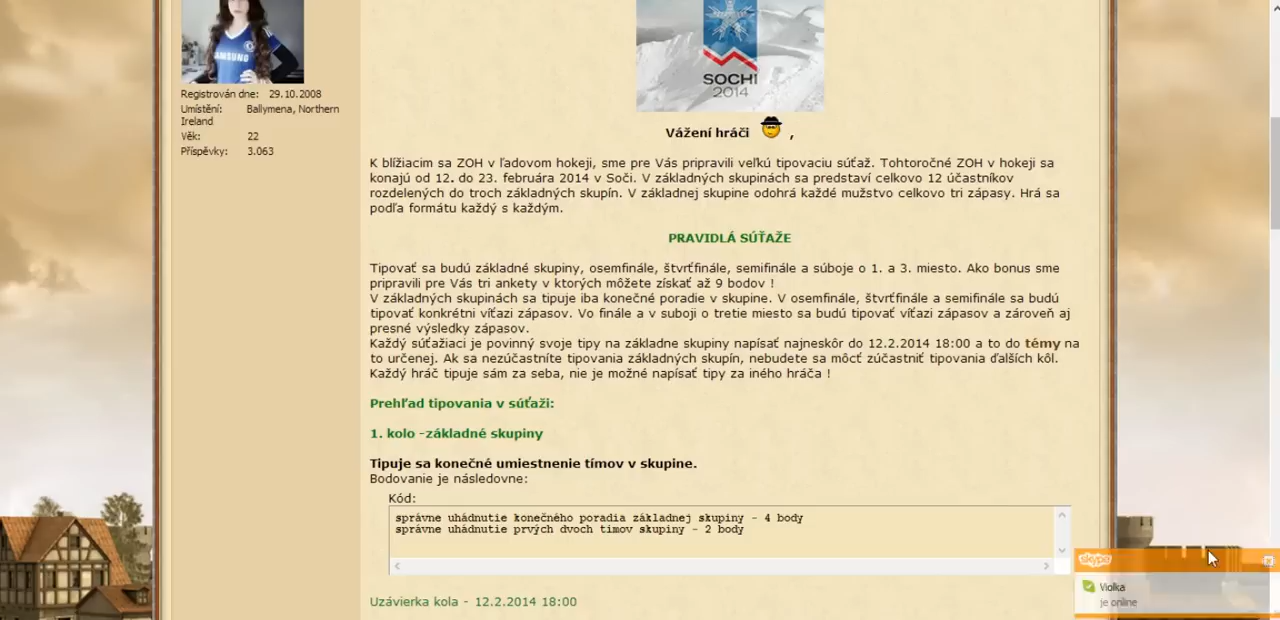 SAMSUNG
Registrován dne: 29.10.2008
Umístění: Ballymena, Northern
Ireland
Věk: 22
Příspěvky: 3.063
SOCHI
2014
Vážení hráči ,
K blížiacim sa ZOH v ľadovom hokeji, sme pre Vás pripravili veľkú tipovaciu súťaž. Tohtoročné ZOH v hokeji sa
konajú od 12. do 23. februára 2014 v Soči. V základných skupinách sa predstaví celkovo 12 účastníkov
rozdelených do troch základných skupín. V základnej skupine odohrá každé mužstvo celkovo tri zápasy. Hrá sa
podľa formátu každý s každým.
PRAVIDLÁ SÚŤAŽE
Tipovať sa budú základné skupiny, osemfinále, štvrťfinále, semifinále a súboje o 1. a 3. miesto. Ako bonus sme
pripravili pre Vás tri ankety v ktorých môžete získať až 9 bodov !
V základných skupinách sa tipuje iba konečné poradie v skupine. V osemfinále, štvrťfinále a semifinále sa budú
tipovať konkrétni víťazi zápasov. Vo finále a v suboji o tretie miesto sa budú tipovať víťazi zápasov a zároveň aj
presné výsledky zápasov.
Každý súťažiaci je povinný svoje tipy na základne skupiny napísať najneskôr do 12.2.2014 18:00 a to do témy na
to určenej. Ak sa nezúčastníte tipovania základných skupín, nebudete sa môcť zúčastniť tipovania ďalších kôl.
Každý hráč tipuje sám za seba, nie je možné napísať tipy za iného hráča !
Prehľad tipovania v súťaži:
1. kolo -základné skupiny
Tipuje sa konečné umiestnenie tímov v skupine.
Bodovanie je následovne:
Kód:
správne uhádnutie konečného poradia základnej skupiny - 4 body
správne uhádnutie prvých dvoch tímov skupiny - 2 body
Uzávierka kola - 12.2.2014 18:00
skype
Violka
je online